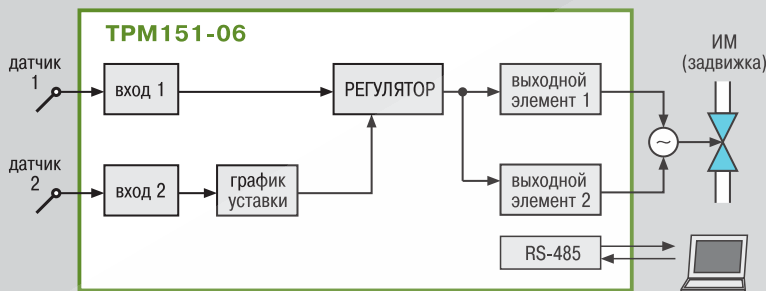 ТРМ151-06
датчик
1
вход 1
РЕГУЛЯТОР
выходной
элемент 1
ИМ
(задвижка)
~
датчик
2
вход 2
график
уставки
выходной
элемент 2
RS-485